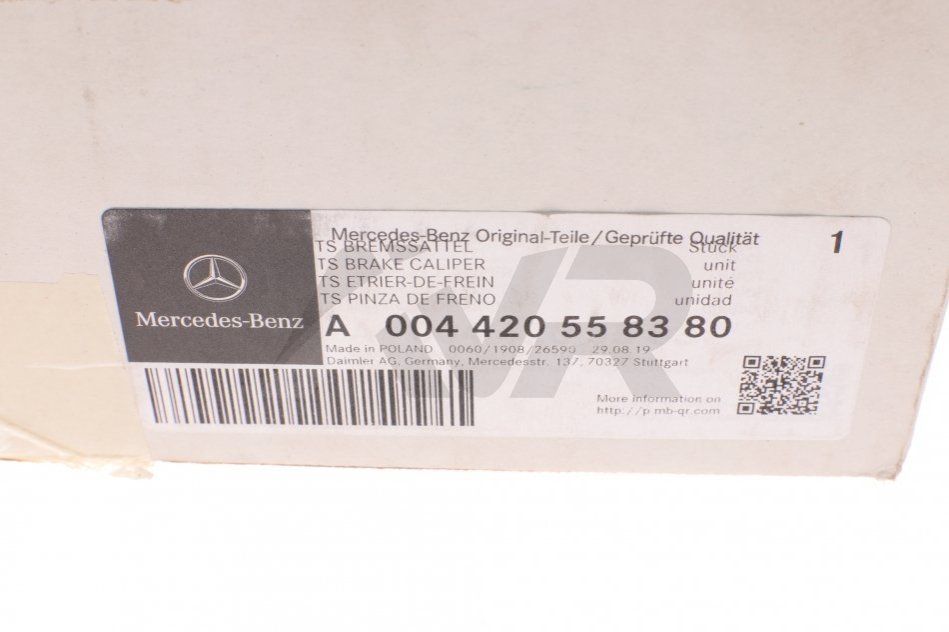 Mercedes-Benz Original-Teile/Geprüfte Qualität
1
TS BREMSSATTEL Stück
TS BRAKE CALIPER unit
TS ETRIER-DE-FREIN unité
TS PINZA DE FRENO unidad
Mercedes-Benz
A 004 420 55 83 80
Made in POLAND 0060/1908/26590 29.08.19
Daimler AG, Germany, Mercedesstr. 137, 70327 Stuttgart
More information on
http://p.mb-qr.com